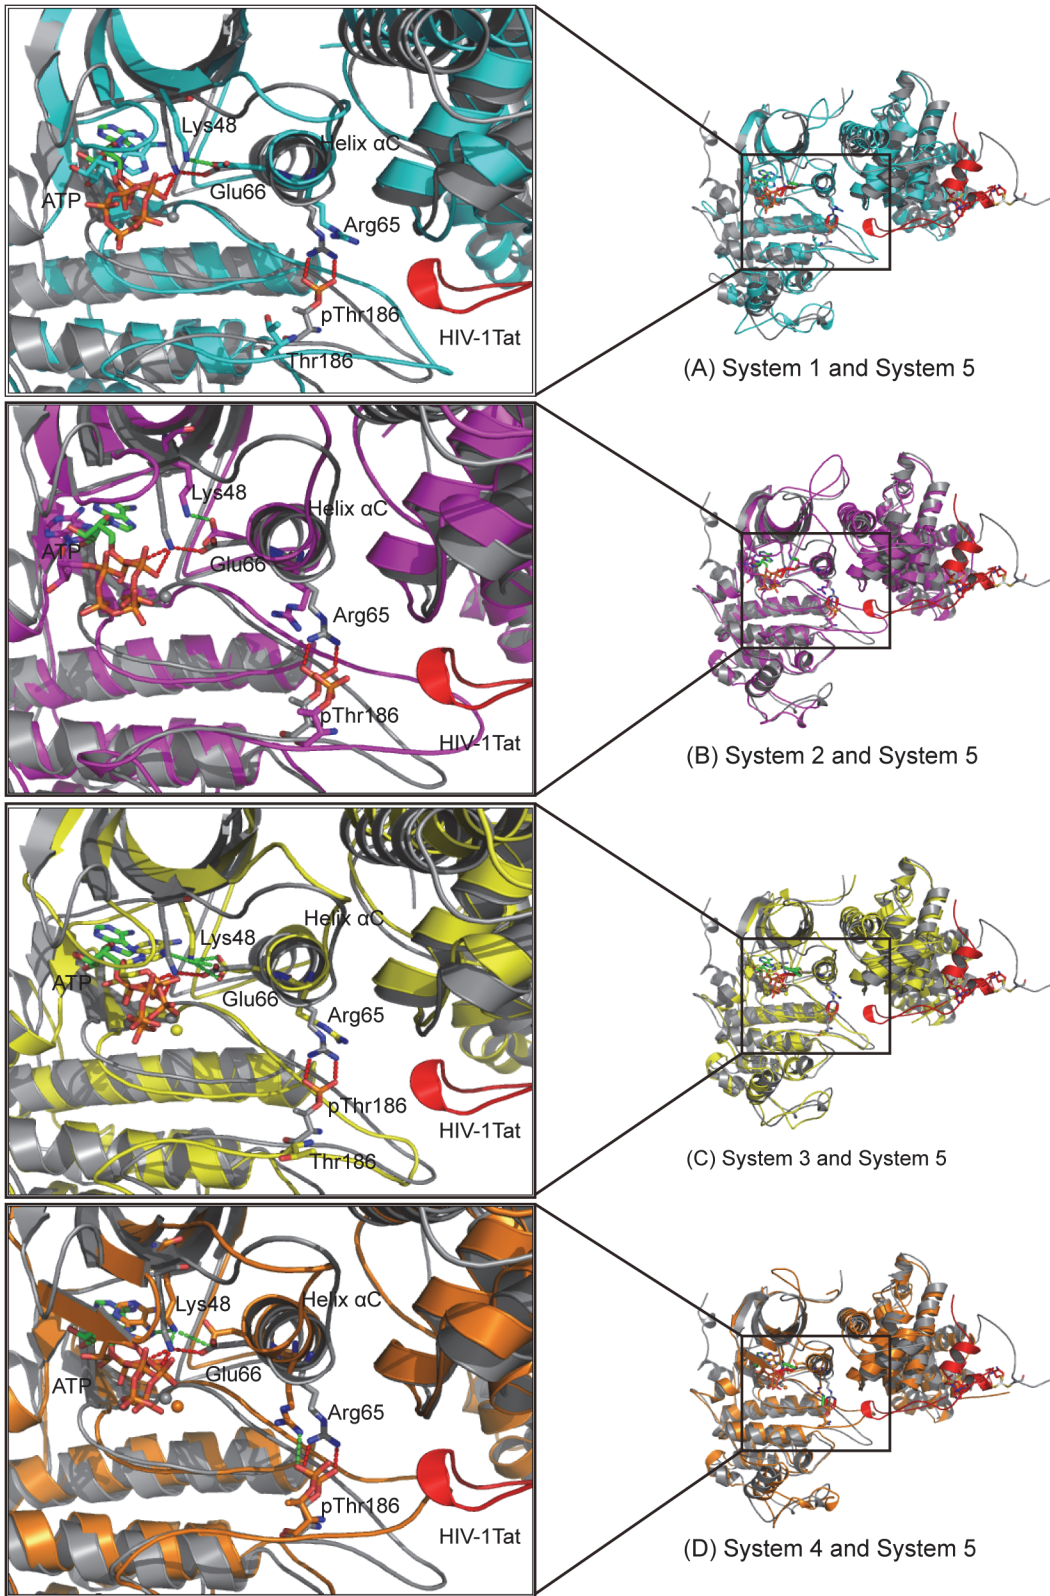 Lys48
Helix αC
ATP
Glu66
Arg65
pThr186
HIV-1Tat
Thr186
(A) System 1 and System 5
Lys48
Helix αC
ATP
Glu66
Arg65
pThr186
HIV-1Tat
(B) System 2 and System 5
Helix αC
Lys48
ATP
Glu66
Arg65
pThr186
HIV-1Tat
Thr186
(C) System 3 and System 5
Lys48
Helix αC
Glu66
ATP
Arg65
pThr186
HIV-1Tat
(D) System 4 and System 5